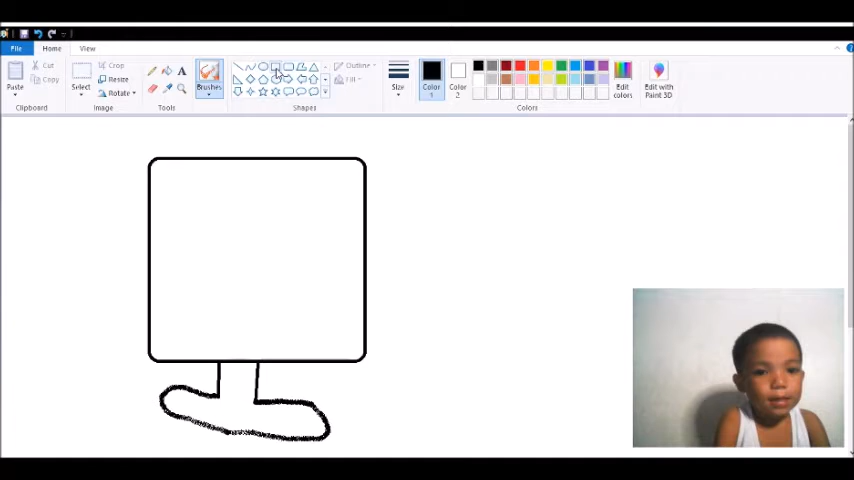 File Home View
Cut Crop Outline
Copy Resize Fill
Paste Select Rotate Brushes Size Color Color Edit Edit with
1 2 colors Paint 3D
Clipboard Image Tools Shapes Colors
A